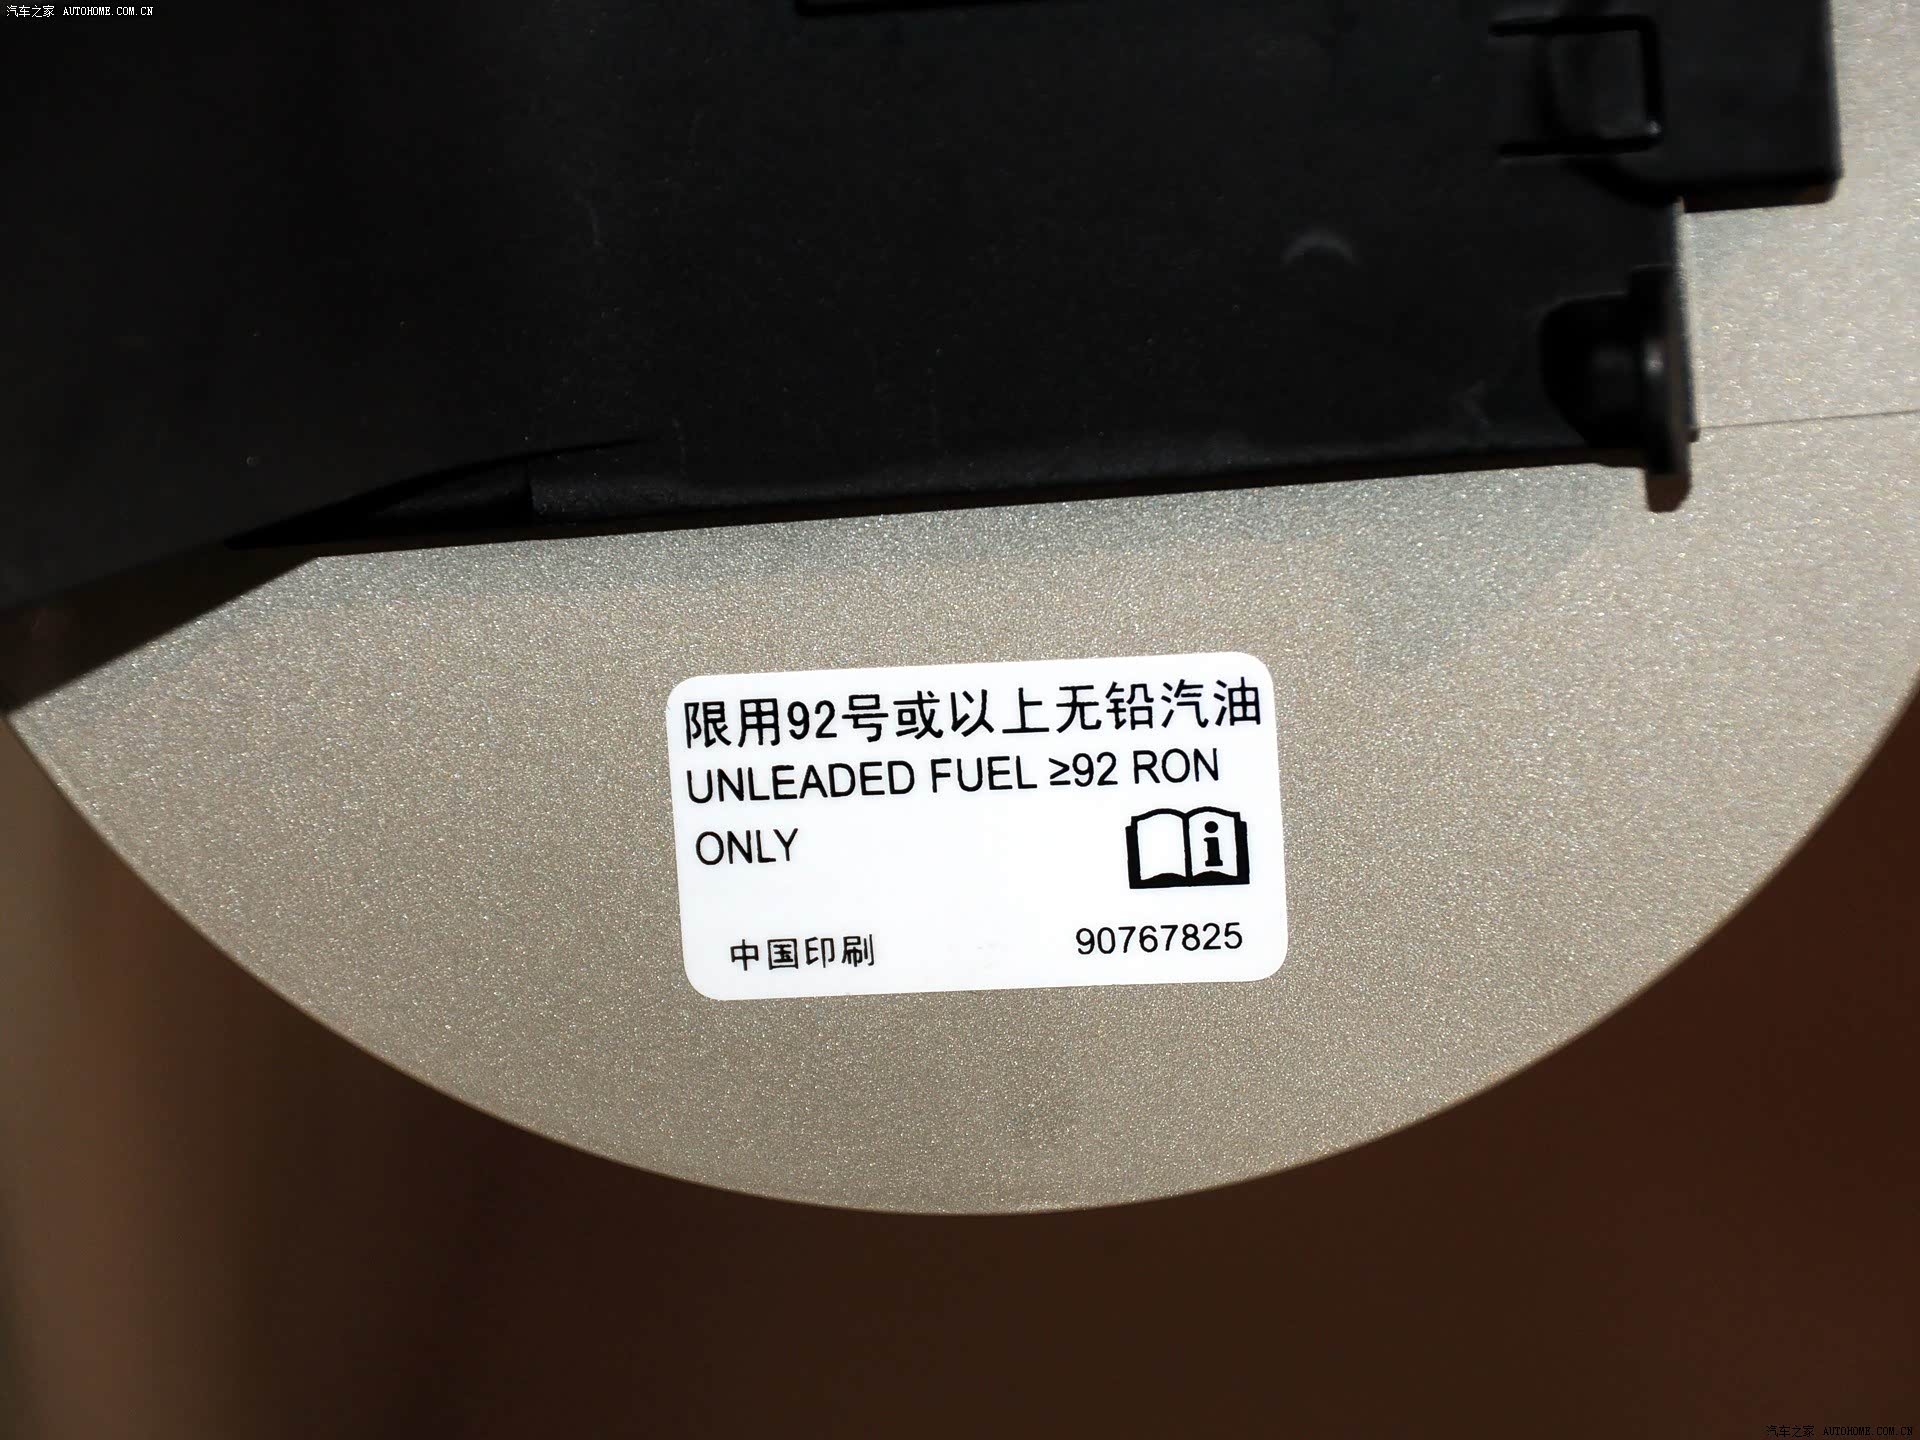 汽车之家 AUTOHOME.COM.CN
限用92号或以上无铅汽油
UNLEADED FUEL ≥92 RON
ONLY
中国印刷 90767825
汽车之家 AUTOHOME.COM.CN